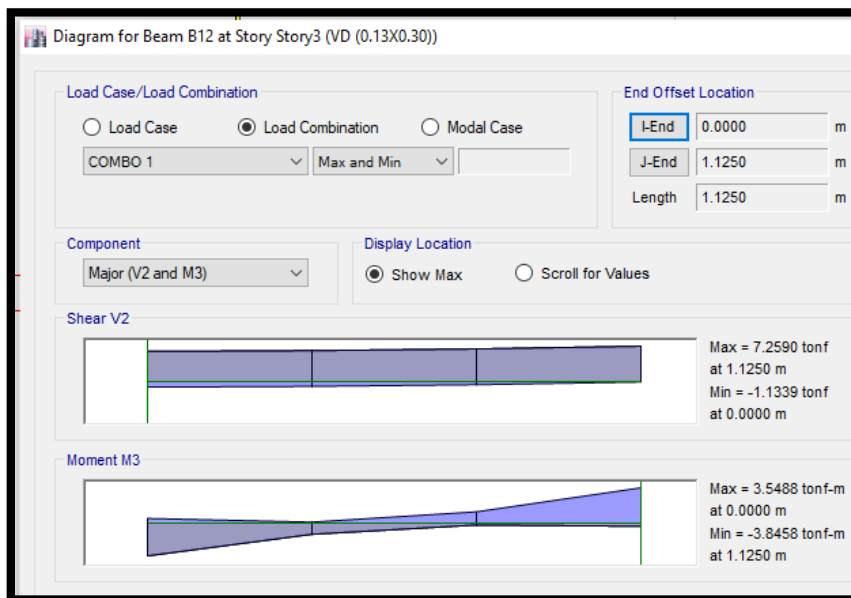 Diagram for Beam B12 at Story Story3 (VD (0.13X0.30))
Load Case/Load Combination
Load Case Load Combination Modal Case
COMBO 1 Max and Min
End Offset Location
I-End 0.0000 m
J-End 1.1250 m
Length 1.1250 m
Component
Major (V2 and M3)
Display Location
Show Max Scroll for Values
Shear V2
Max = 7.2590 tonf
at 1.1250 m
Min = -1.1339 tonf
at 0.0000 m
Moment M3
Max = 3.5488 tonf-m
at 0.0000 m
Min = -3.8458 tonf-m
at 1.1250 m